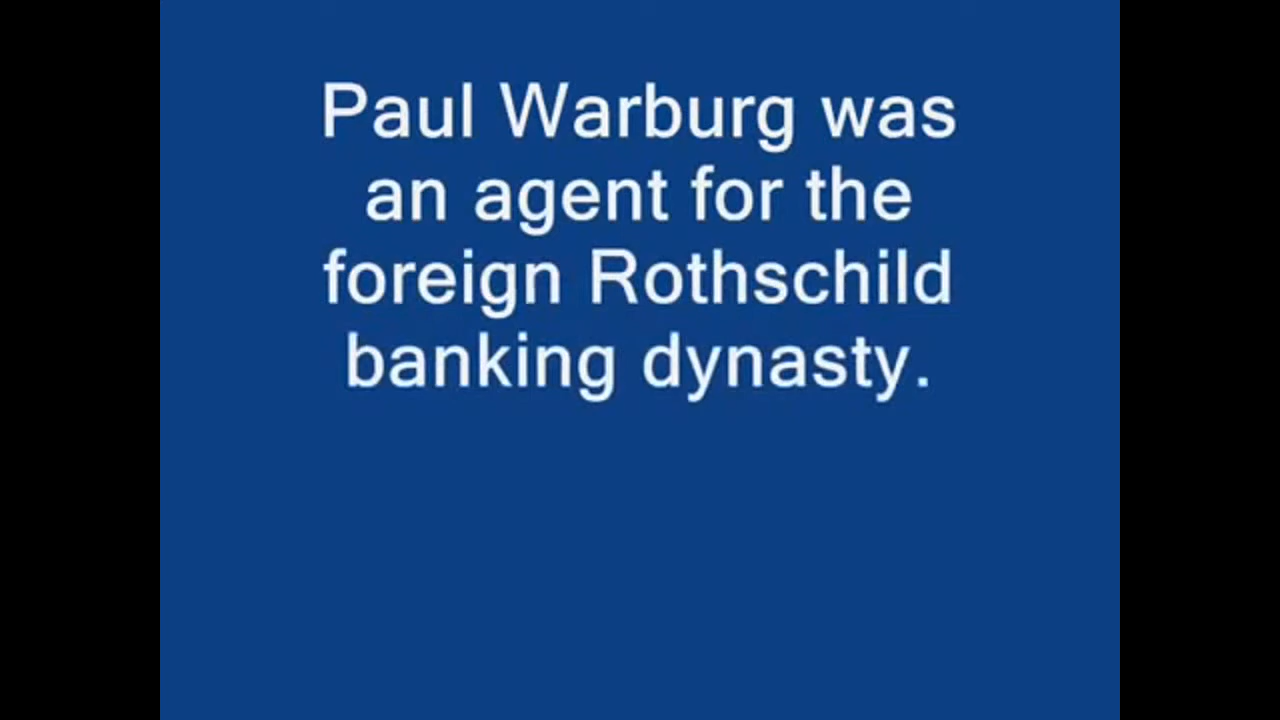 Paul Warburg was
an agent for the
foreign Rothschild
banking dynasty.